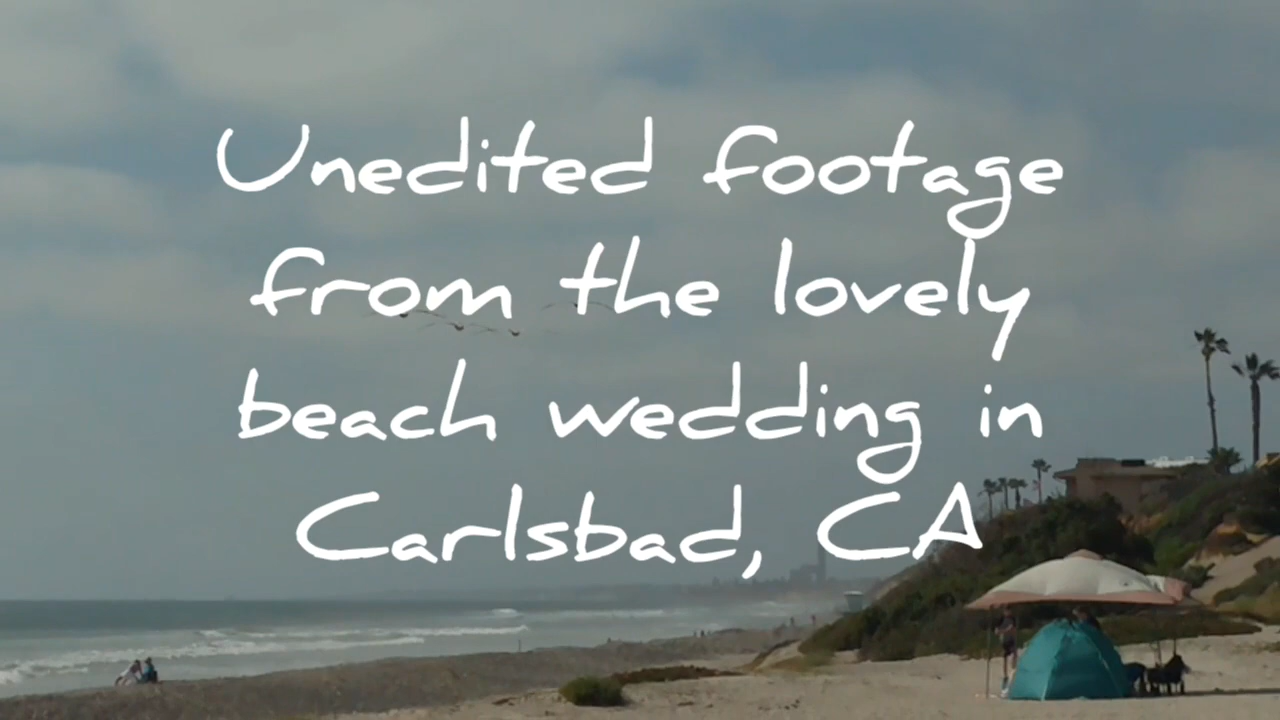 Unedited footage
from the lovely
beach wedding in
Carlsbad, CA